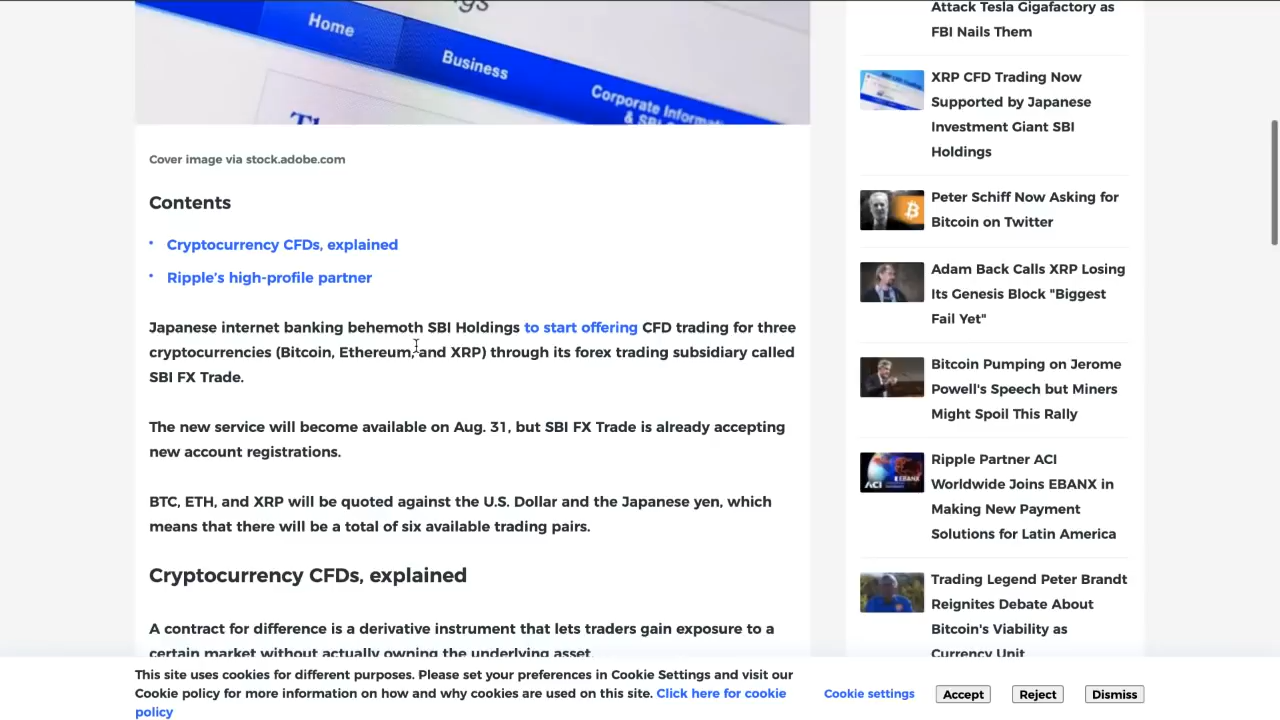 ngs
Home
Business
Corporate Informat
& SBI G
Cover image via stock.adobe.com
Contents
• Cryptocurrency CFDs, explained
• Ripple's high-profile partner
Japanese internet banking behemoth SBI Holdings to start offering CFD trading for three
cryptocurrencies (Bitcoin, Ethereum, and XRP) through its forex trading subsidiary called
SBI FX Trade.
The new service will become available on Aug. 31, but SBI FX Trade is already accepting
new account registrations.
BTC, ETH, and XRP will be quoted against the U.S. Dollar and the Japanese yen, which
means that there will be a total of six available trading pairs.
Cryptocurrency CFDs, explained
A contract for difference is a derivative instrument that lets traders gain exposure to a
certain market without actually owning the underlying asset.
Attack Tesla Gigafactory as
FBI Nails Them
XRP CFD Trading Now
Supported by Japanese
Investment Giant SBI
Holdings
Peter Schiff Now Asking for
Bitcoin on Twitter
Adam Back Calls XRP Losing
Its Genesis Block "Biggest
Fail Yet"
Bitcoin Pumping on Jerome
Powell's Speech but Miners
Might Spoil This Rally
ACI
EBANX
Ripple Partner ACI
Worldwide Joins EBANX in
Making New Payment
Solutions for Latin America
Trading Legend Peter Brandt
Reignites Debate About
Bitcoin's Viability as
Currency Unit
This site uses cookies for different purposes. Please set your preferences in Cookie Settings and visit our
Cookie policy for more information on how and why cookies are used on this site. Click here for cookie
policy
Cookie settings
Accept
Reject
Dismiss